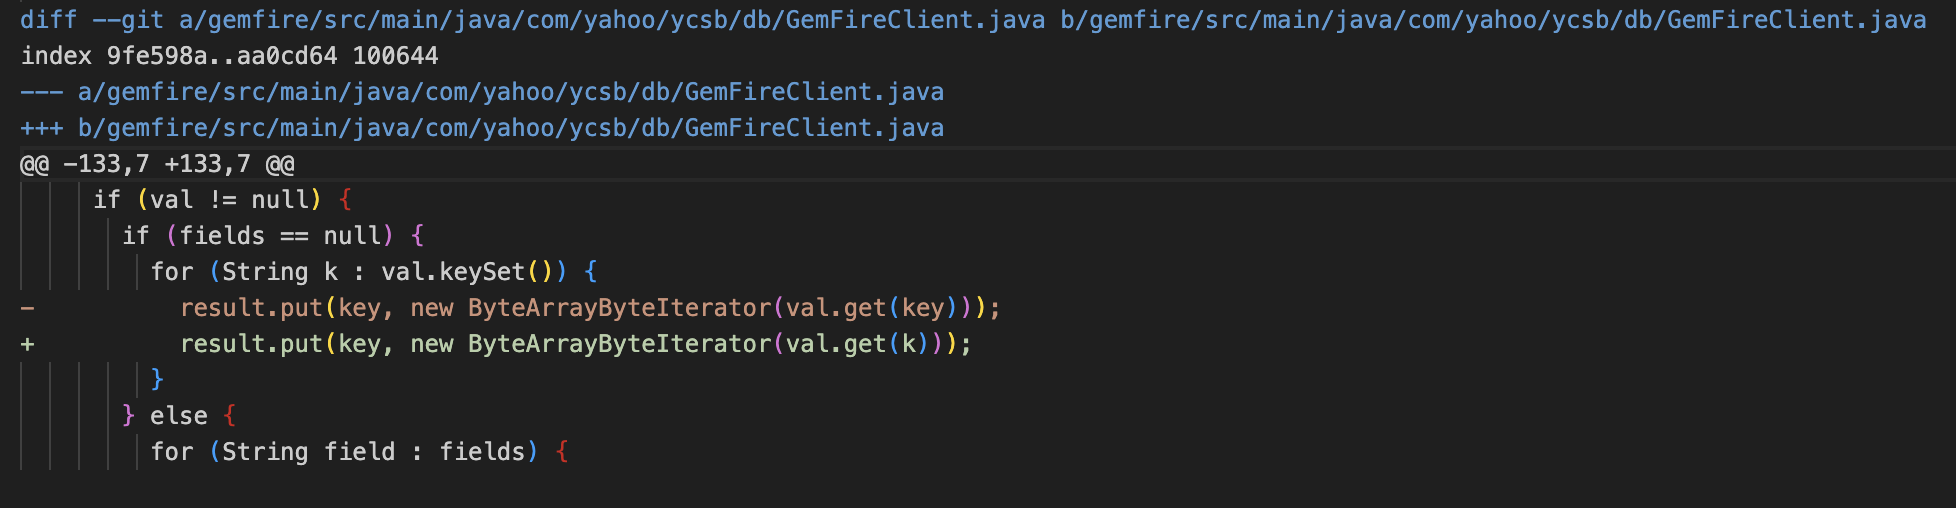 diff --git a/gemfire/src/main/java/com/yahoo/ycsb/db/GemFireClient.java b/gemfire/src/main/java/com/yahoo/ycsb/db/GemFireClient.java
index 9fe598a..aa0cd64 100644
--- a/gemfire/src/main/java/com/yahoo/ycsb/db/GemFireClient.java
+++ b/gemfire/src/main/java/com/yahoo/ycsb/db/GemFireClient.java
@@ -133,7 +133,7 @@
     if (val != null) {
       if (fields == null) {
         for (String k : val.keySet()) {
-          result.put(key, new ByteArrayByteIterator(val.get(key)));
+          result.put(key, new ByteArrayByteIterator(val.get(k)));
         }
       } else {
         for (String field : fields) {